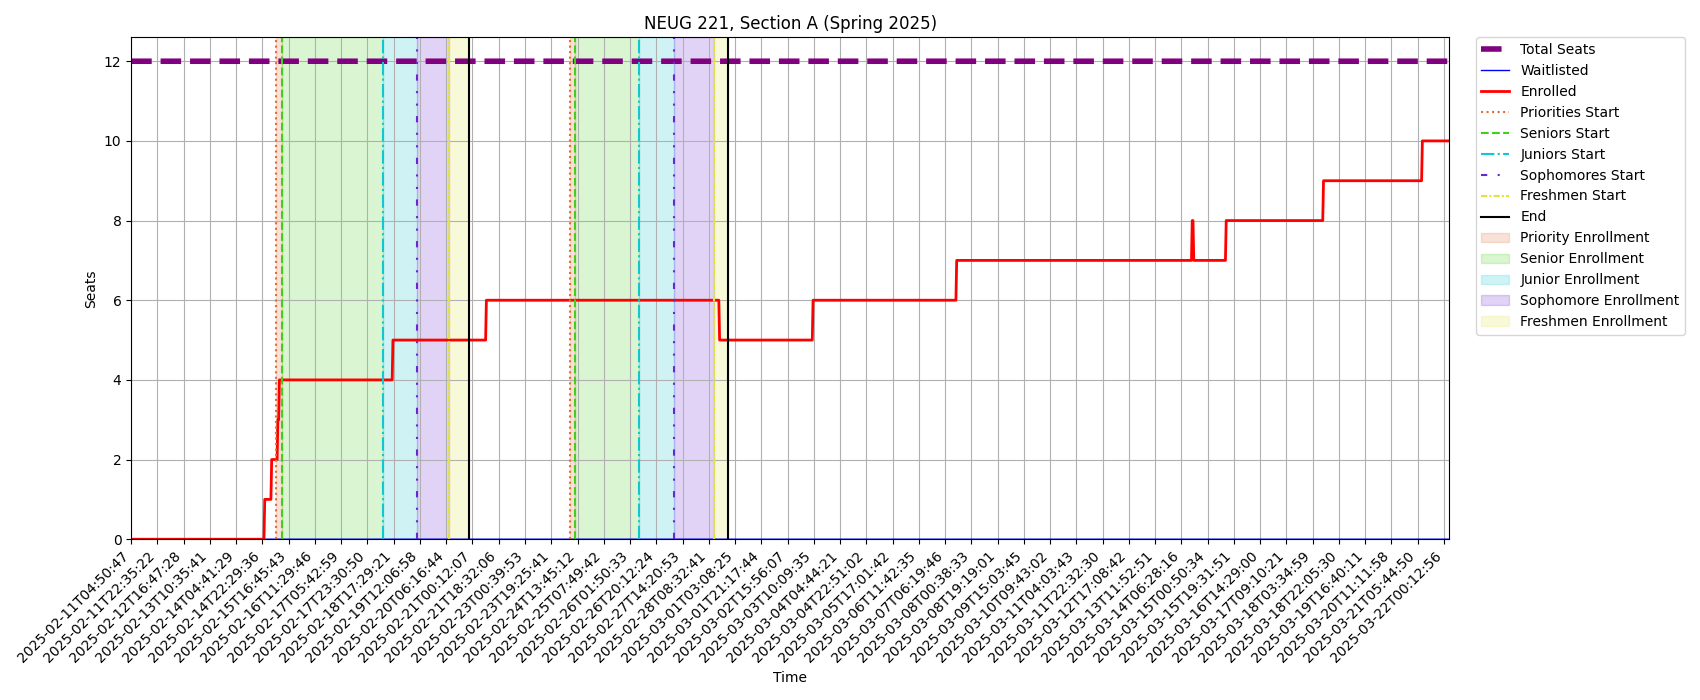 NEUG 221, Section A (Spring 2025)
Seats
12
10
8
6
4
2
0
2025-02-11T04:50:47
2025-02-11T22:35:22
2025-02-12T16:47:28
2025-02-13T10:35:41
2025-02-14T04:41:29
2025-02-14T22:29:36
2025-02-15T16:45:43
2025-02-16T11:29:46
2025-02-17T05:42:59
2025-02-17T23:30:50
2025-02-18T17:29:21
2025-02-19T12:06:58
2025-02-20T06:16:44
2025-02-21T00:12:07
2025-02-21T18:32:06
2025-02-23T00:39:53
2025-02-23T19:25:41
2025-02-24T13:45:12
2025-02-25T07:49:42
2025-02-26T01:50:33
2025-02-26T20:12:24
2025-02-27T14:20:53
2025-02-28T08:32:41
2025-03-01T03:08:25
2025-03-01T21:17:44
2025-03-02T15:56:07
2025-03-03T10:09:35
2025-03-04T04:44:21
2025-03-04T22:51:02
2025-03-05T17:01:42
2025-03-06T11:42:35
2025-03-07T06:19:46
2025-03-08T00:38:33
2025-03-08T19:19:01
2025-03-09T15:03:45
2025-03-10T09:43:02
2025-03-11T04:03:43
2025-03-11T22:32:30
2025-03-12T17:08:42
2025-03-13T11:52:51
2025-03-14T06:28:16
2025-03-15T00:50:34
2025-03-15T19:31:51
2025-03-16T14:29:00
2025-03-17T09:10:21
2025-03-18T03:34:59
2025-03-18T22:05:30
2025-03-19T16:40:11
2025-03-20T11:11:58
2025-03-21T05:44:50
2025-03-22T00:12:56
Time
Total Seats
Waitlisted
Enrolled
Priorities Start
Seniors Start
Juniors Start
Sophomores Start
Freshmen Start
End
Priority Enrollment
Senior Enrollment
Junior Enrollment
Sophomore Enrollment
Freshmen Enrollment